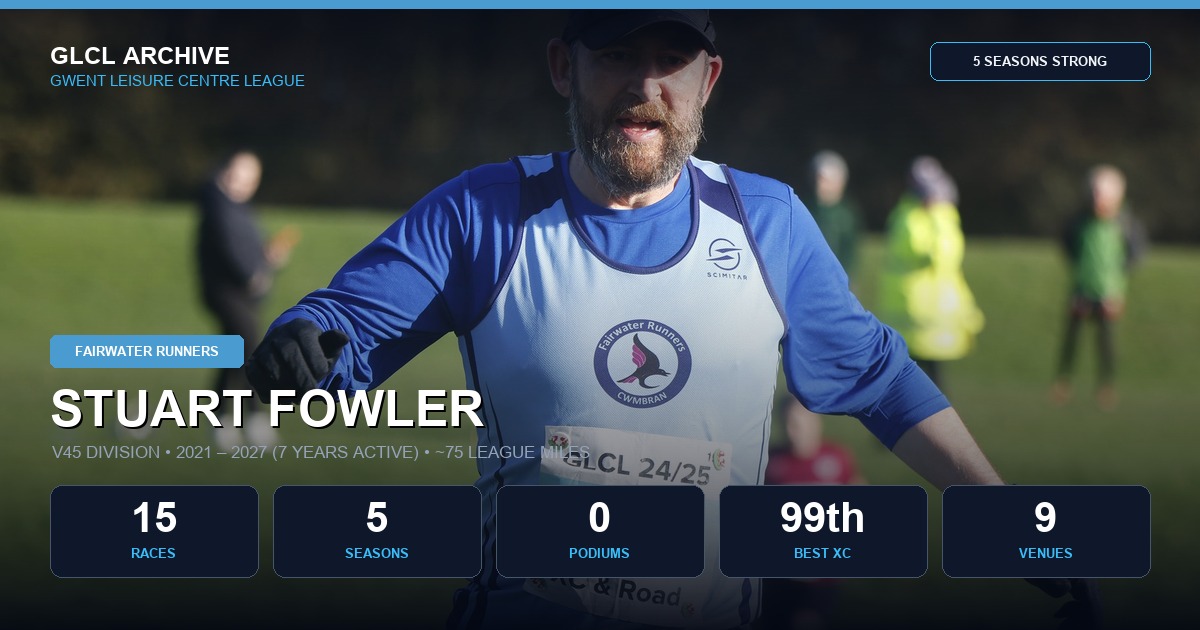 GLCL ARCHIVE
GWENT LEISURE CENTRE LEAGUE
5 SEASONS STRONG
SCIMITAR
Fairwater Runners
CWMBRAN
FAIRWATER RUNNERS
STUART FOWLER
V45 DIVISION • 2021 – 2027 (7 YEARS ACTIVE) • ~75 LEAGUE MILES
GLCL 24/25
15
RACES
5
SEASONS
0
PODIUMS
99th
BEST XC
9
VENUES
XC & Road